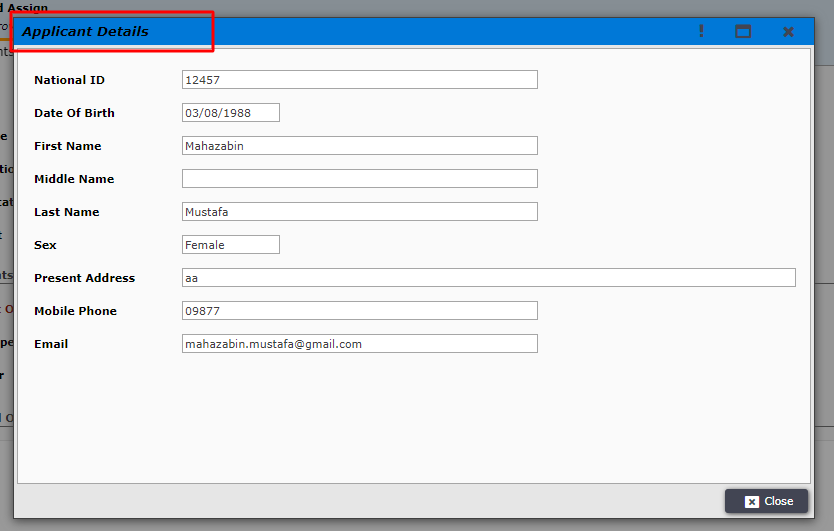 d Assign
Applicant Details
National ID 12457
Date Of Birth 03/08/1988
First Name Mahazabin
Middle Name
Last Name Mustafa
Sex Female
Present Address aa
Mobile Phone 09877
Email mahazabin.mustafa@gmail.com
Close